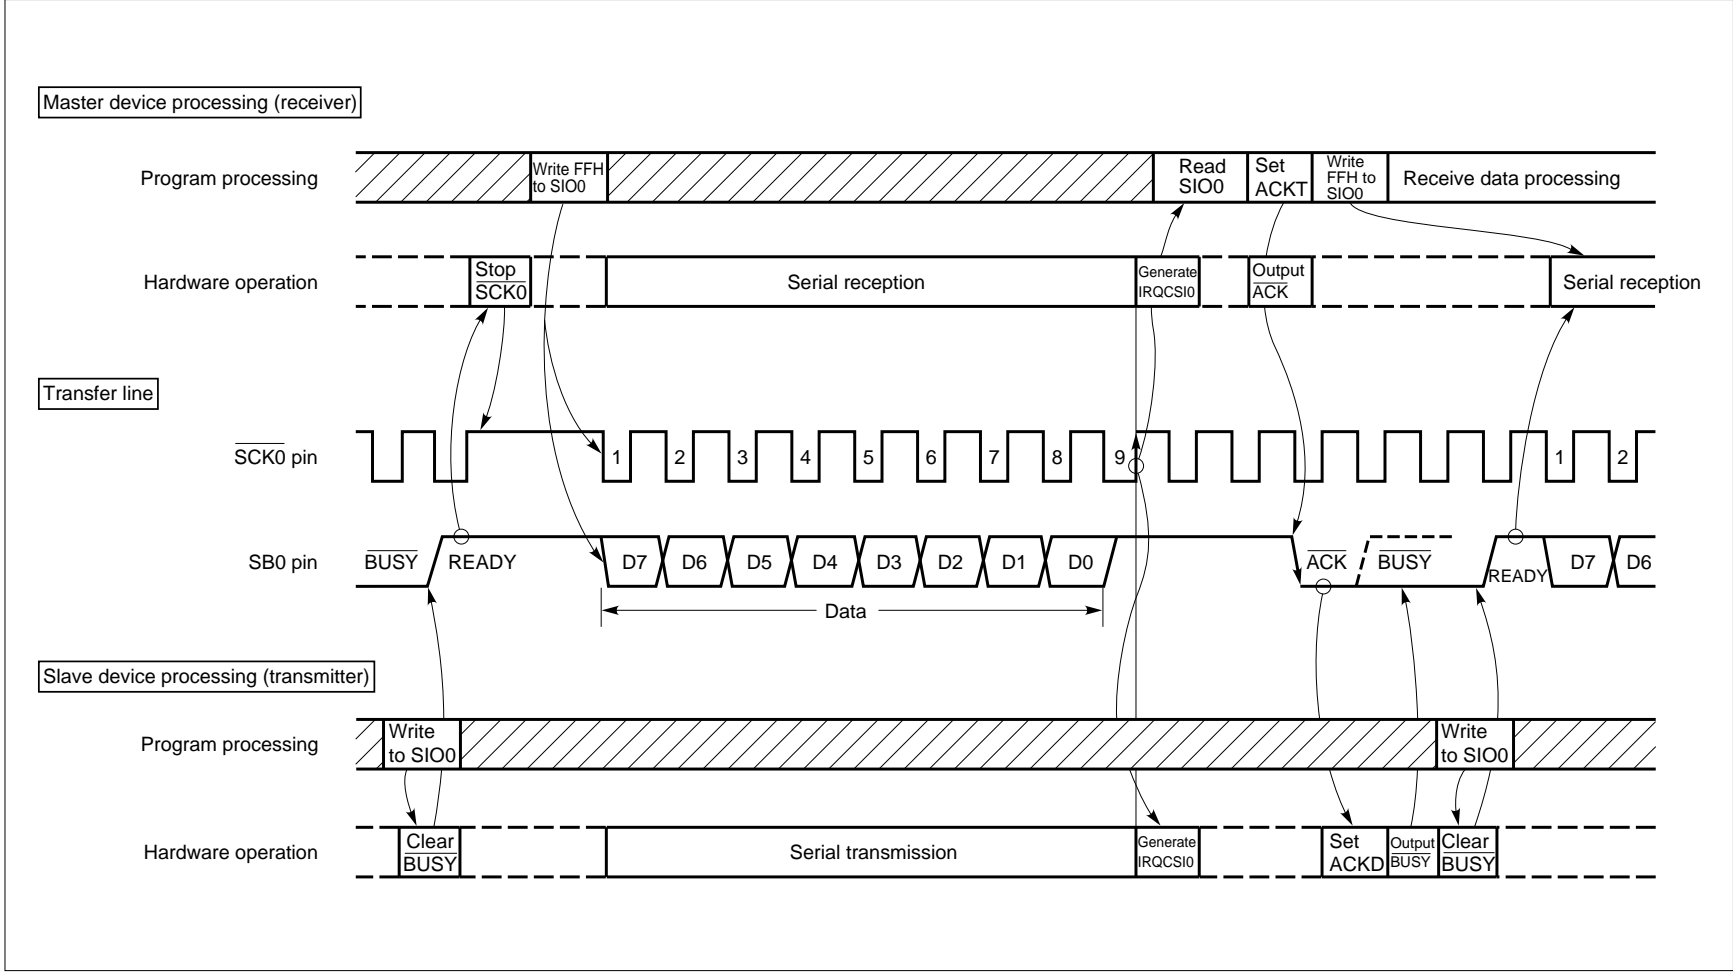 Master device processing (receiver)
Program processing
Write FFH
to SIO0
Read
SIO0
Set
ACKT
Write
FFH to
SIO0
Receive data processing
Hardware operation
Stop
SCK0
Serial reception
Generate
IRQCSI0
Output
ACK
Serial reception
Transfer line
SCK0 pin
1 2 3 4 5 6 7 8 9 1 2
SB0 pin
BUSY READY D7 D6 D5 D4 D3 D2 D1 D0 ACK BUSY READY D7 D6
Data
Slave device processing (transmitter)
Program processing
Write
to SIO0
Write
to SIO0
Hardware operation
Clear
BUSY
Serial transmission
Generate
IRQCSI0
Set
ACKD
Output
BUSY
Clear
BUSY